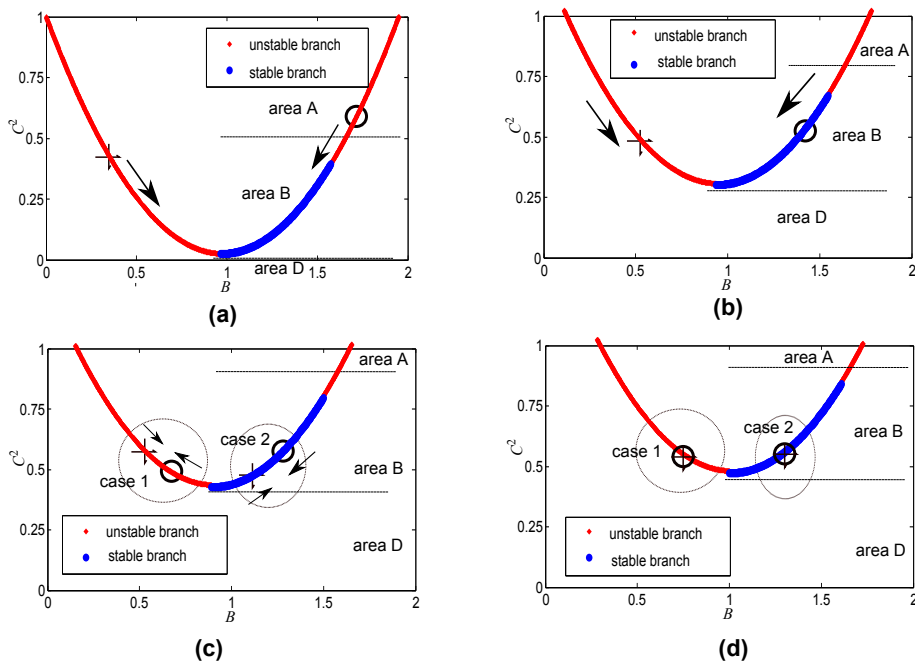 1
unstable branch
stable branch
0.75
area A
C²
0.5
area B
0.25
area D
0
0
0.5
1
1.5
2
B
(a)
1
unstable branch
stable branch
area A
0.75
C²
0.5
area B
0.25
area D
0
0
0.5
1
1.5
2
B
(b)
1
area A
0.75
case 2
C²
0.5
case 1
area B
0.25
unstable branch
stable branch
area D
0
0
0.5
1
1.5
2
B
(c)
1
area A
0.75
case 2
case 1
area B
C²
0.5
0.25
unstable branch
stable branch
area D
0
0
0.5
1
1.5
2
B
(d)